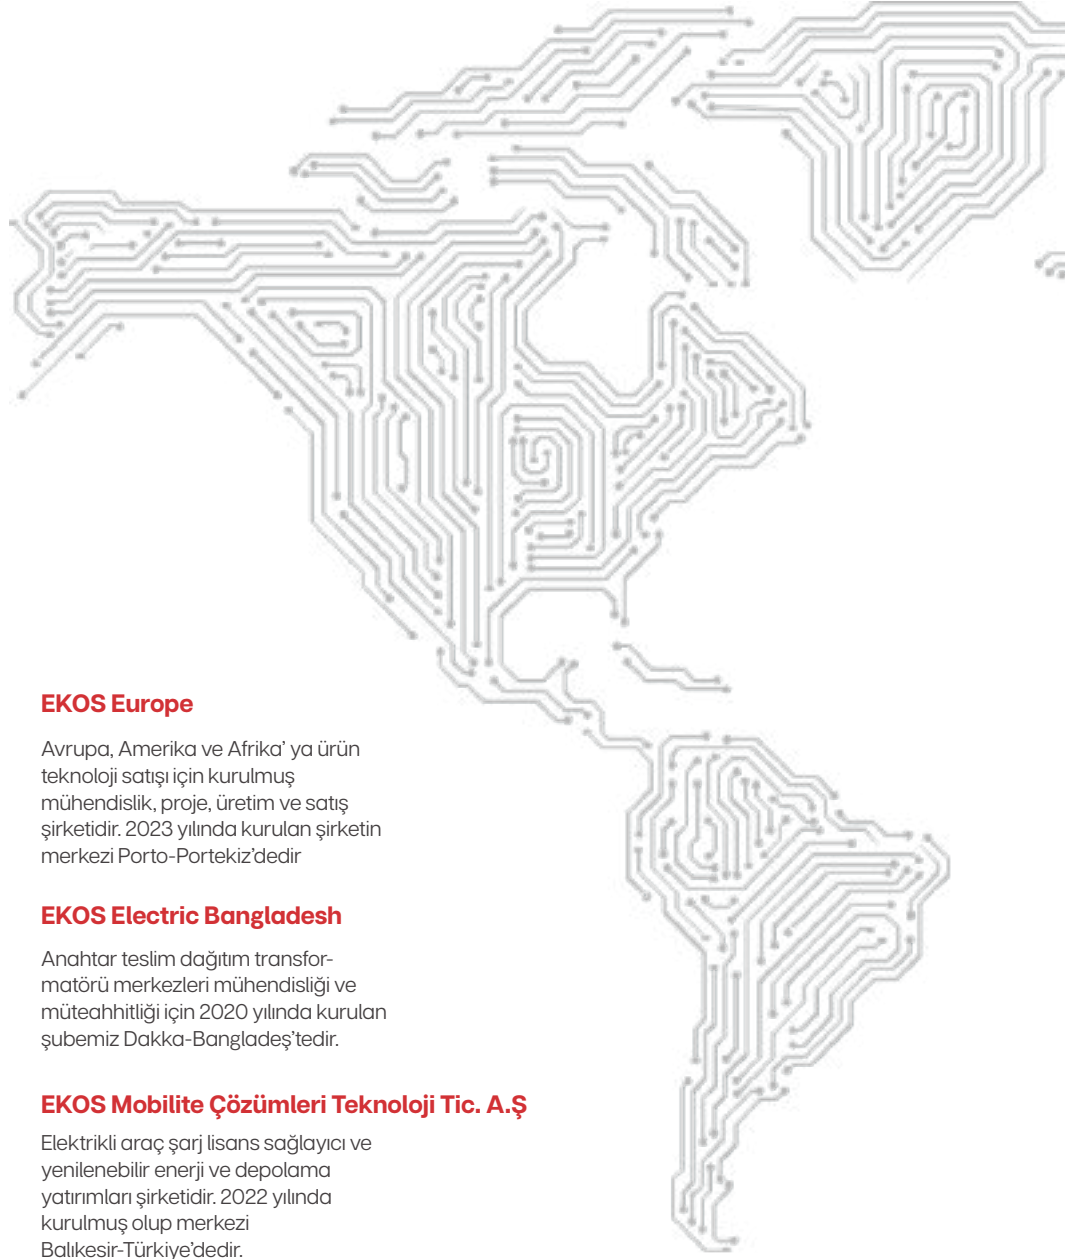 EKOS Europe
Avrupa, Amerika ve Afrika’ ya ürün
teknoloji satışı için kurulmuş
mühendislik, proje, üretim ve satış
şirketidir. 2023 yılında kurulan şirketin
merkezi Porto-Portekiz’dedir
EKOS Electric Bangladesh
Anahtar teslim dağıtım transfor-
matörü merkezleri mühendisliği ve
müteahhitliği için 2020 yılında kurulan
şubemiz Dakka-Bangladeş’tedir.
EKOS Mobilite Çözümleri Teknoloji Tic. A.Ş
Elektrikli araç şarj lisans sağlayıcı ve
yenilenebilir enerji ve depolama
yatırımları şirketidir. 2022 yılında
kurulmuş olup merkezi
Balıkesir-Türkiye’dedir.